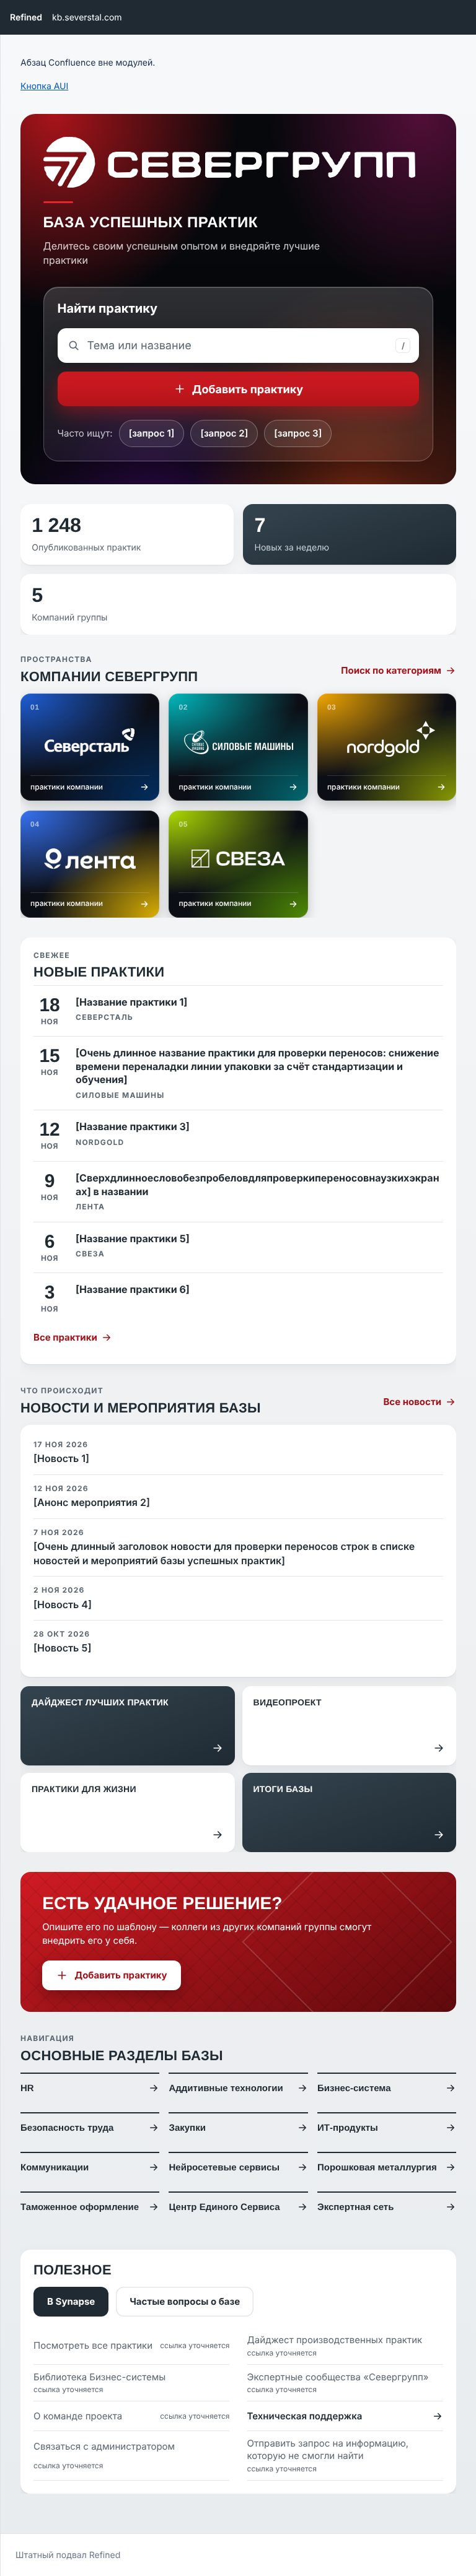 Refined kb.severstal.com
Абзац Confluence вне модулей.
Кнопка AUI
СЕВЕРГРУПП
БАЗА УСПЕШНЫХ ПРАКТИК
Делитесь своим успешным опытом и внедряйте лучшие
практики
Найти практику
Тема или название /
Добавить практику
Часто ищут: [запрос 1] [запрос 2] [запрос 3]
1 248
Опубликованных практик
7
Новых за неделю
5
Компаний группы
ПРОСТРАНСТВА
КОМПАНИИ СЕВЕРГРУПП
Поиск по категориям →
01
Северсталь
практики компании →
02
СИЛОВЫЕ МАШИНЫ
практики компании →
03
nordgold
практики компании →
04
лента
практики компании →
05
СВЕЗА
практики компании →
СВЕЖЕЕ
НОВЫЕ ПРАКТИКИ
18 НОЯ
[Название практики 1]
СЕВЕРСТАЛЬ
15 НОЯ
[Очень длинное название практики для проверки переносов: снижение
времени переналадки линии упаковки за счёт стандартизации и
обучения]
СИЛОВЫЕ МАШИНЫ
12 НОЯ
[Название практики 3]
NORDGOLD
9 НОЯ
[Сверхдлинноесловобезпробеловдляпроверкипереносовнаузкихэкран
ах] в названии
ЛЕНТА
6 НОЯ
[Название практики 5]
СВЕЗА
3 НОЯ
[Название практики 6]
Все практики →
ЧТО ПРОИСХОДИТ
НОВОСТИ И МЕРОПРИЯТИЯ БАЗЫ
Все новости →
17 НОЯ 2026
[Новость 1]
12 НОЯ 2026
[Анонс мероприятия 2]
7 НОЯ 2026
[Очень длинный заголовок новости для проверки переносов строк в списке
новостей и мероприятий базы успешных практик]
2 НОЯ 2026
[Новость 4]
28 ОКТ 2026
[Новость 5]
ДАЙДЖЕСТ ЛУЧШИХ ПРАКТИК →
ВИДЕОПРОЕКТ →
ПРАКТИКИ ДЛЯ ЖИЗНИ →
ИТОГИ БАЗЫ →
ЕСТЬ УДАЧНОЕ РЕШЕНИЕ?
Опишите его по шаблону — коллеги из других компаний группы смогут
внедрить его у себя.
Добавить практику
НАВИГАЦИЯ
ОСНОВНЫЕ РАЗДЕЛЫ БАЗЫ
HR → Аддитивные технологии → Бизнес-система →
Безопасность труда → Закупки → ИТ-продукты →
Коммуникации → Нейросетевые сервисы → Порошковая металлургия →
Таможенное оформление → Центр Единого Сервиса → Экспертная сеть →
ПОЛЕЗНОЕ
В Synapse Частые вопросы о базе
Посмотреть все практики ссылка уточняется
Дайджест производственных практик
ссылка уточняется
Библиотека Бизнес-системы
ссылка уточняется
Экспертные сообщества «Севергрупп»
ссылка уточняется
О команде проекта ссылка уточняется
Техническая поддержка →
Связаться с администратором
ссылка уточняется
Отправить запрос на информацию,
которую не смогли найти
ссылка уточняется
Штатный подвал Refined